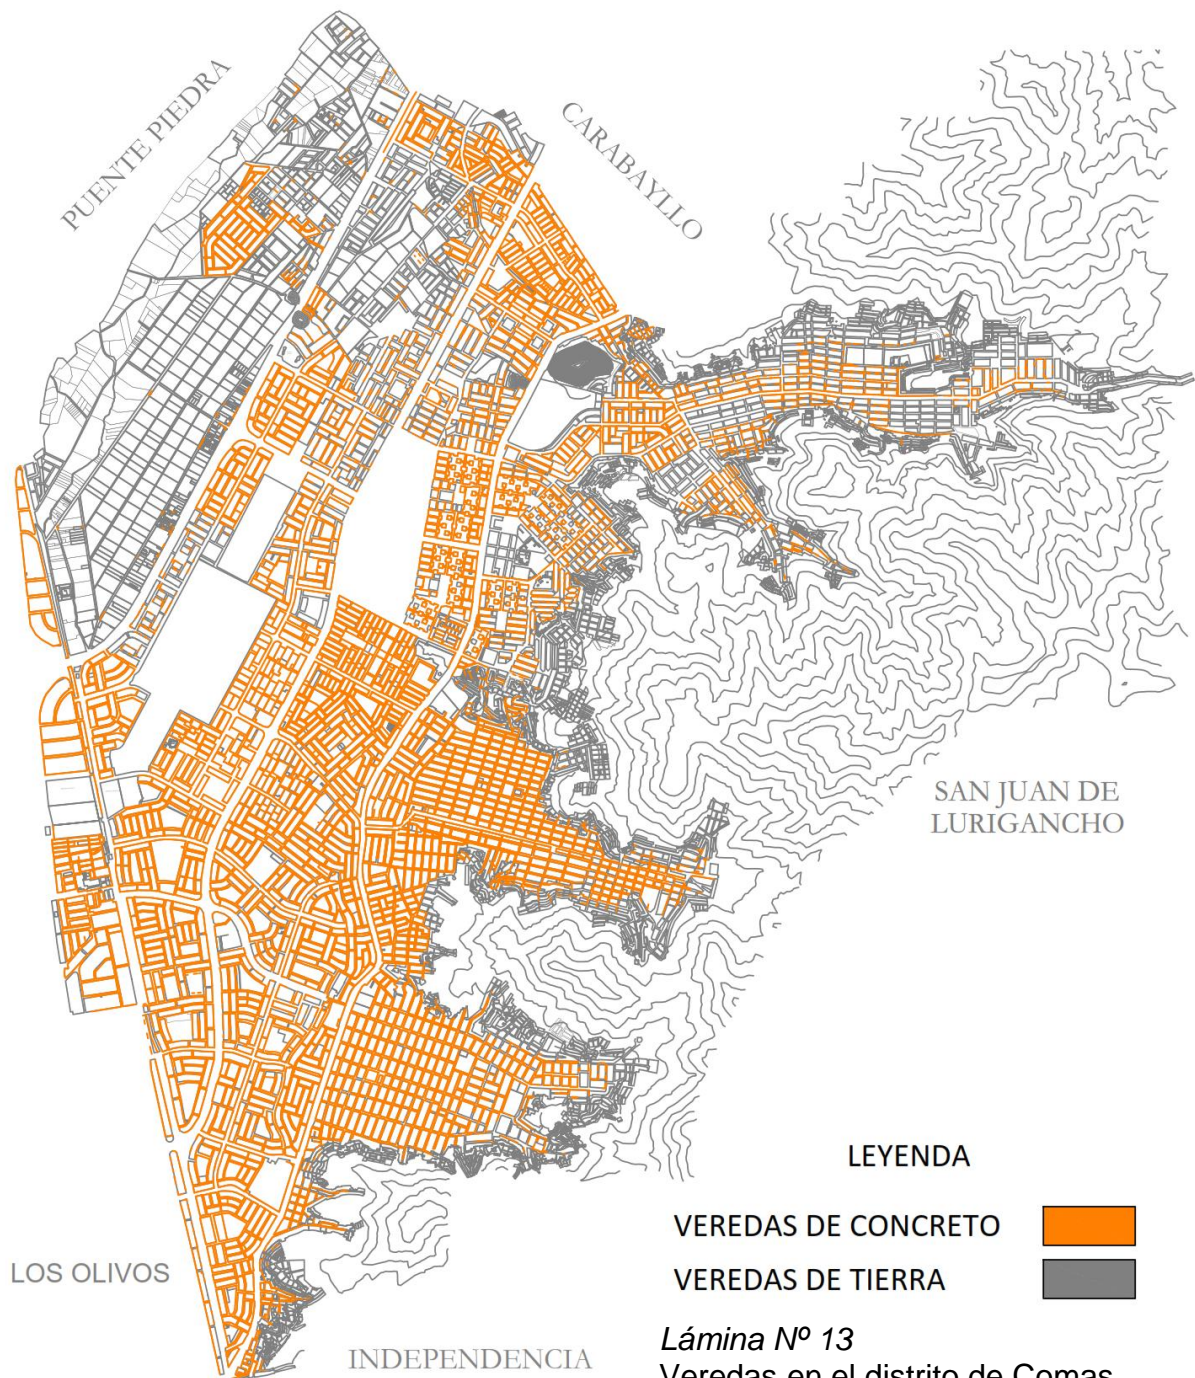 PUENTE PIEDRA
CARABAYLLO
SAN JUAN DE
LURIGANCHO
LEYENDA
VEREDAS DE CONCRETO
VEREDAS DE TIERRA
LOS OLIVOS
INDEPENDENCIA
Lámina Nº 13
Veredas en el distrito de Comas